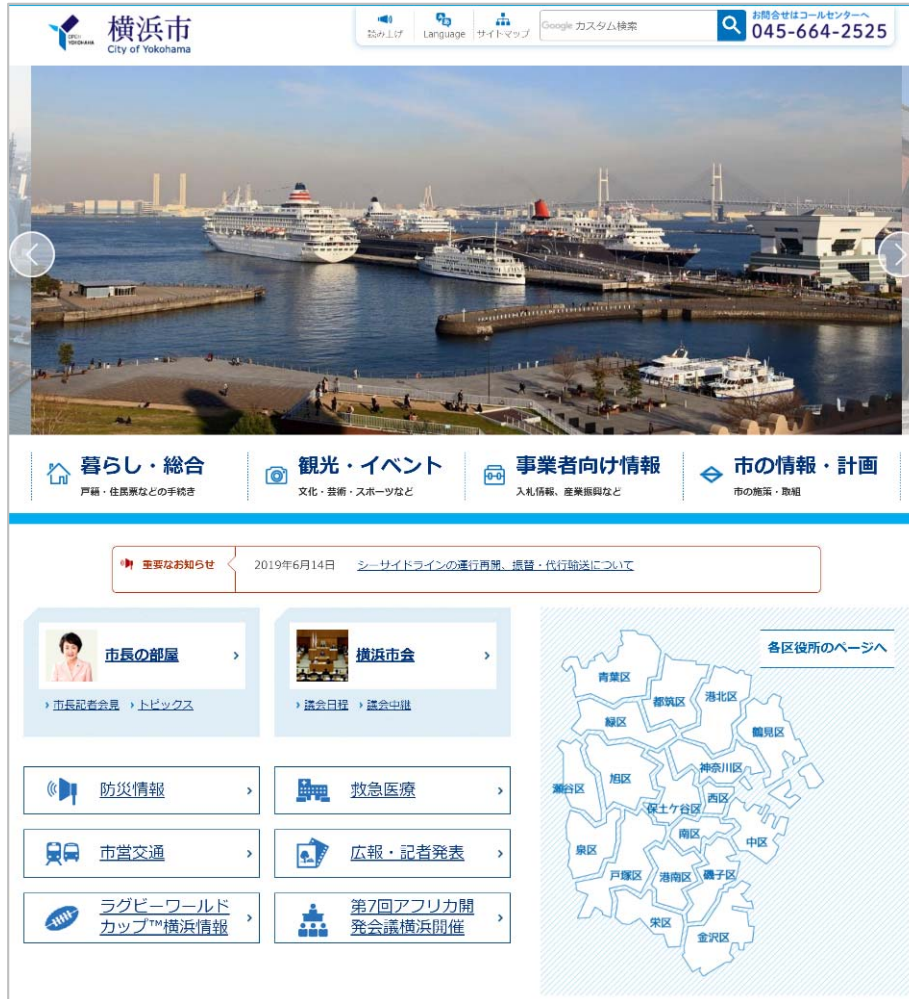 OPEN
YOKOHAMA
横浜市
City of Yokohama
読み上げ
Language
サイトマップ
Google カスタム検索
お問合せはコールセンターへ
045-664-2525
暮らし・総合
戸籍・住民票などの手続き
観光・イベント
文化・芸術・スポーツなど
事業者向け情報
入札情報、産業振興など
市の情報・計画
市の施策・取組
重要なお知らせ
2019年6月14日 シーサイドラインの運行再開、振替・代行輸送について
市長の部屋
市長記者会見 トピックス
横浜市会
議会日程 議会中継
各区役所のページへ
青葉区
都筑区
港北区
緑区
鶴見区
神奈川区
瀬谷区
旭区
西区
保土ケ谷区
中区
南区
泉区
戸塚区
港南区
磯子区
栄区
金沢区
防災情報
救急医療
市営交通
広報・記者発表
ラグビーワールド
カップ™横浜情報
第7回アフリカ開
発会議横浜開催